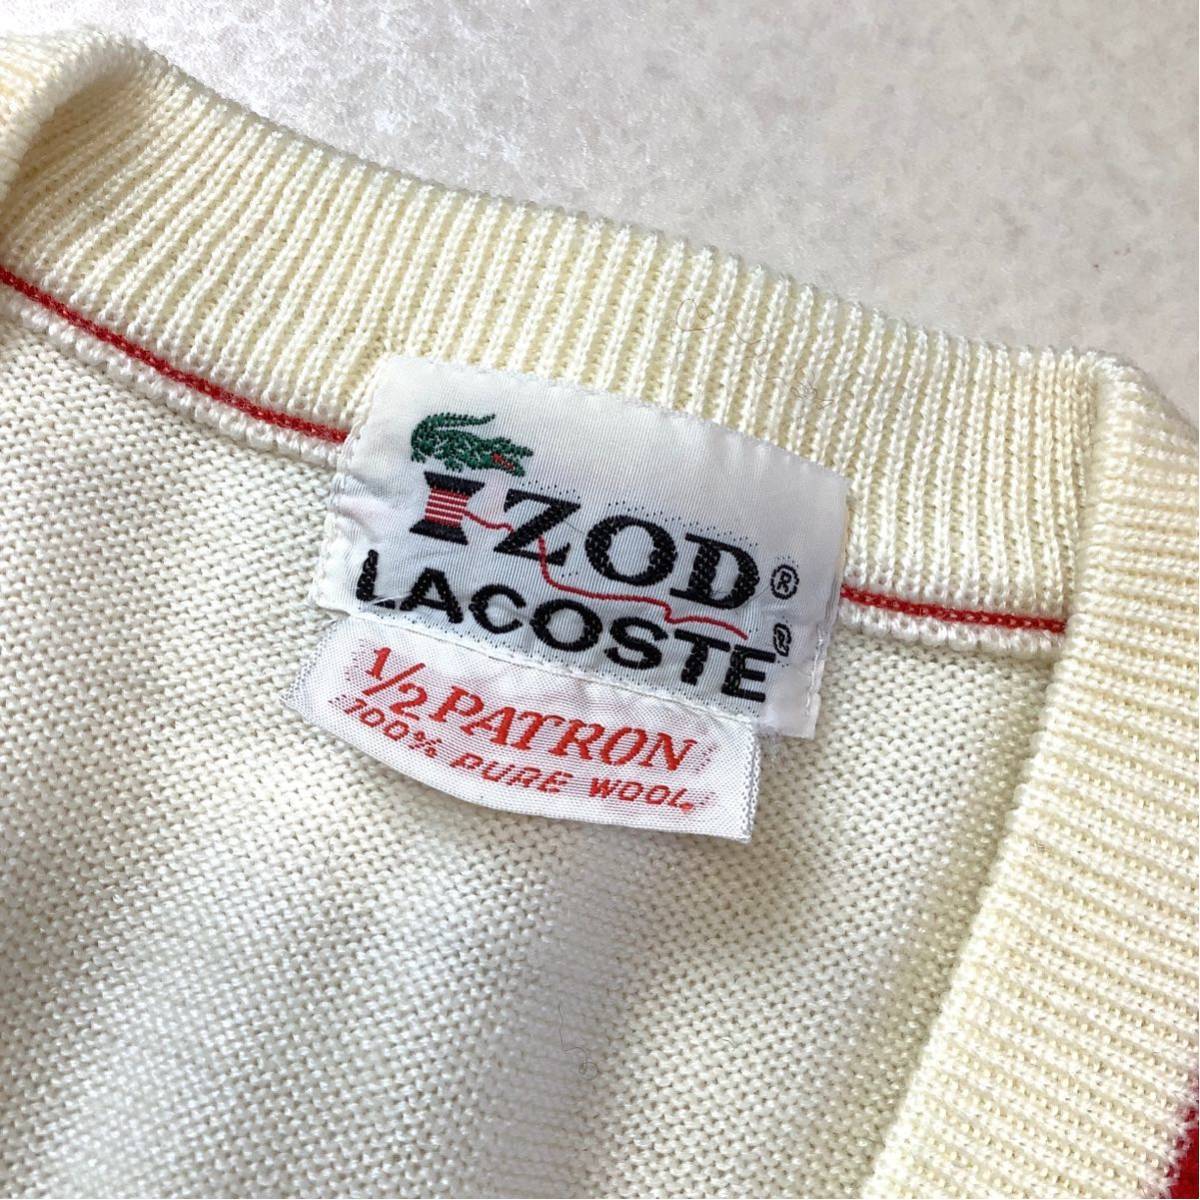 IZOD®
LACOSTE®
1/2 PATRON
100% PURE WOOL.